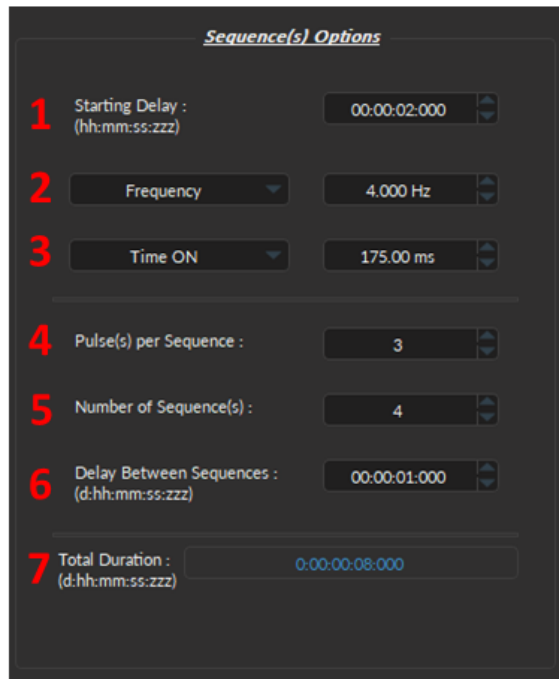 Sequence(s) Options
1 Starting Delay : 00:00:02:000
(hh:mm:ss:zzz)
2 Frequency 4.000 Hz
3 Time ON 175.00 ms
4 Pulse(s) per Sequence : 3
5 Number of Sequence(s) : 4
6 Delay Between Sequences : 00:00:01:000
(d:hh:mm:ss:zzz)
7 Total Duration : 0:00:00:08:000
(d:hh:mm:ss:zzz)